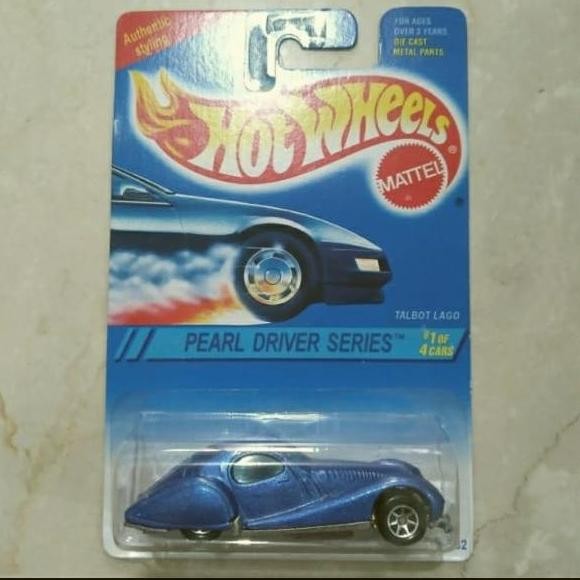 Authentic
styling
FOR AGES
OVER 3 YEARS
DIE CAST
METAL PARTS
HOT WHEELS®
MATTEL
®
TALBOT LAGO
PEARL DRIVER SERIES™
#1 OF
4 CARS